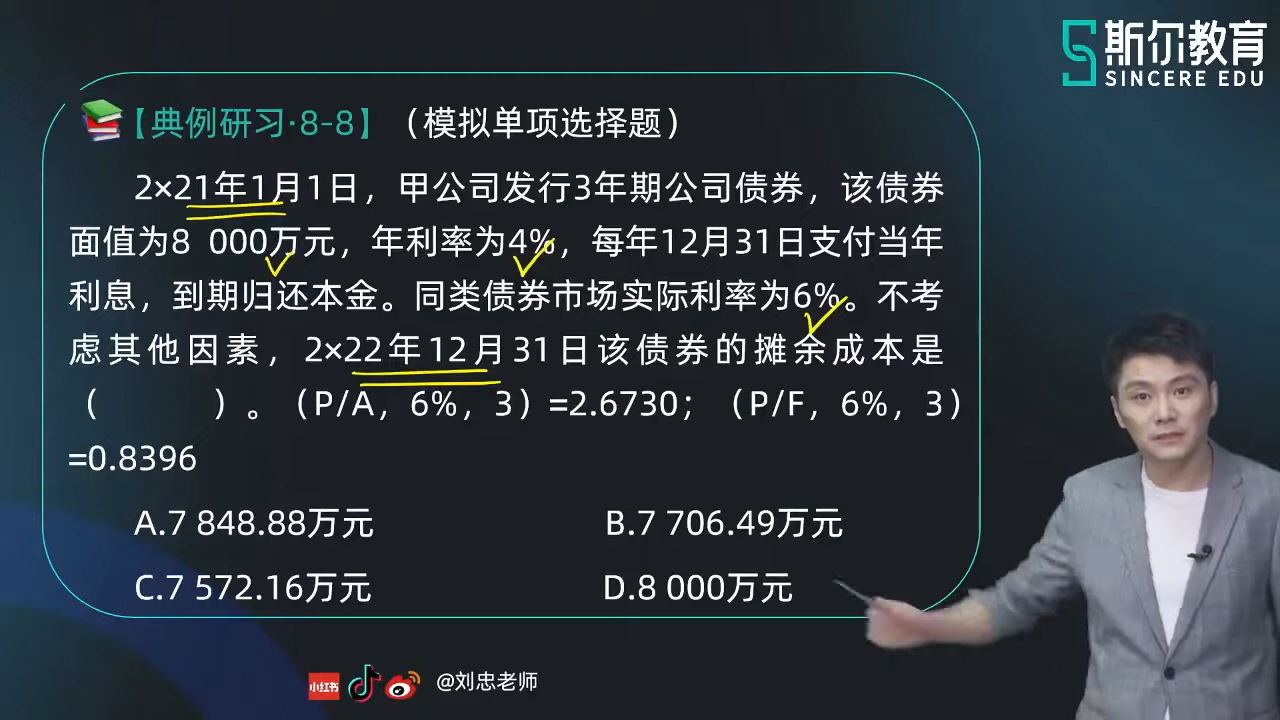 斯尔教育
SINCERE EDU
【典例研习·8-8】（模拟单项选择题）
2×21年1月1日，甲公司发行3年期公司债券，该债券
面值为8 000万元，年利率为4%，每年12月31日支付当年
利息，到期归还本金。同类债券市场实际利率为6%。不考
虑其他因素，2×22年12月31日该债券的摊余成本是
（　　）。（P/A，6%，3）=2.6730；（P/F，6%，3）
=0.8396
A.7 848.88万元 B.7 706.49万元
C.7 572.16万元 D.8 000万元
小红书 @刘忠老师